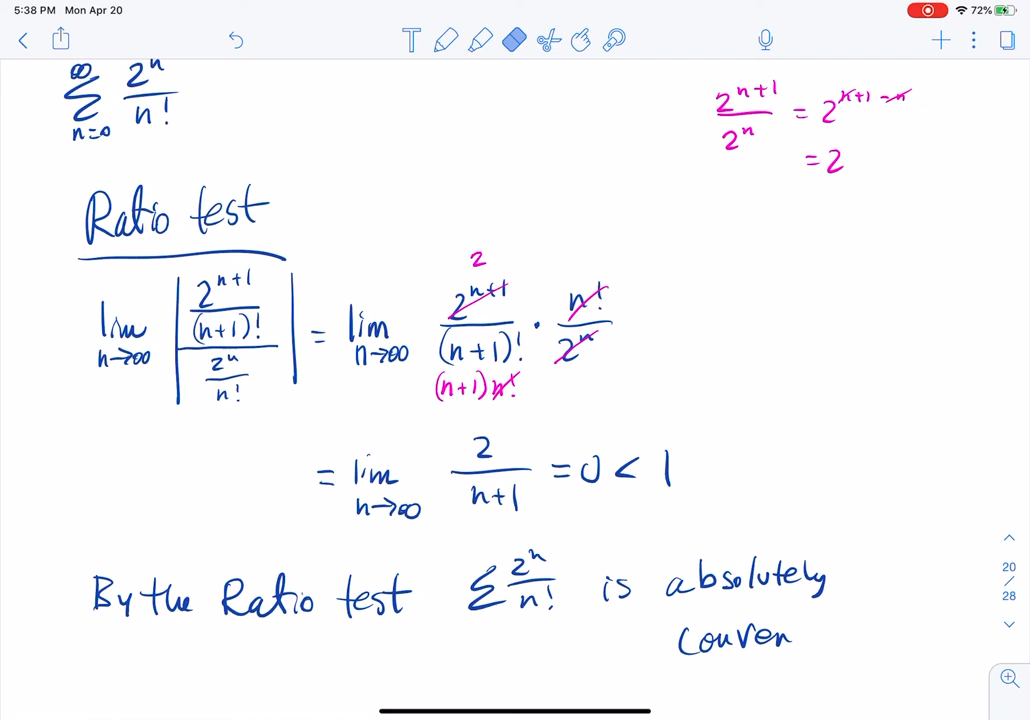 5:38 PM Mon Apr 20
72%
∞
∑ 2^n / n!
n=0
2^{n+1} / 2^n = 2^{n+1-n}
= 2
Ratio test
lim n→∞ | (2^{n+1} / (n+1)!) / (2^n / n!) | = lim n→∞ 2^{n+1} / (n+1)! · n! / 2^n
2
(n+1) n!
= lim n→∞ 2 / (n+1) = 0 < 1
By the Ratio test ∑ 2^n / n! is absolutely
conven
20
/
28